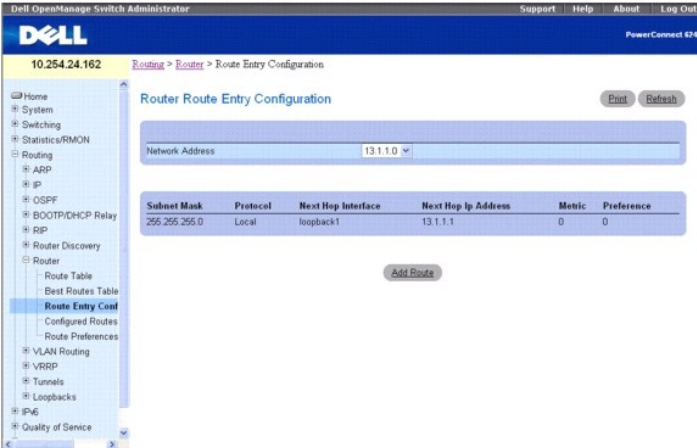 Dell OpenManage Switch Administrator Support Help About Log Out
DELL
PowerConnect 624
10.254.24.162
Routing > Router > Route Entry Configuration
Home
System
Switching
Statistics/RMON
Routing
ARP
IP
OSPF
BOOTP/DHCP Relay
RIP
Router Discovery
Router
Route Table
Best Routes Table
Route Entry Conf
Configured Routes
Route Preferences
VLAN Routing
VRRP
Tunnels
Loopbacks
IPv6
Quality of Service
Router Route Entry Configuration
Print Refresh
Network Address 13.1.1.0
Subnet Mask Protocol Next Hop Interface Next Hop Ip Address Metric Preference
255.255.255.0 Local loopback1 13.1.1.1 0 0
Add Route